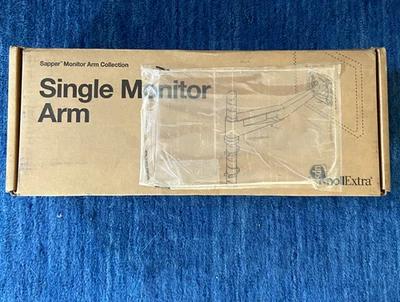 Sapper™ Monitor Arm Collection
Single Monitor
Arm
KnollExtra®